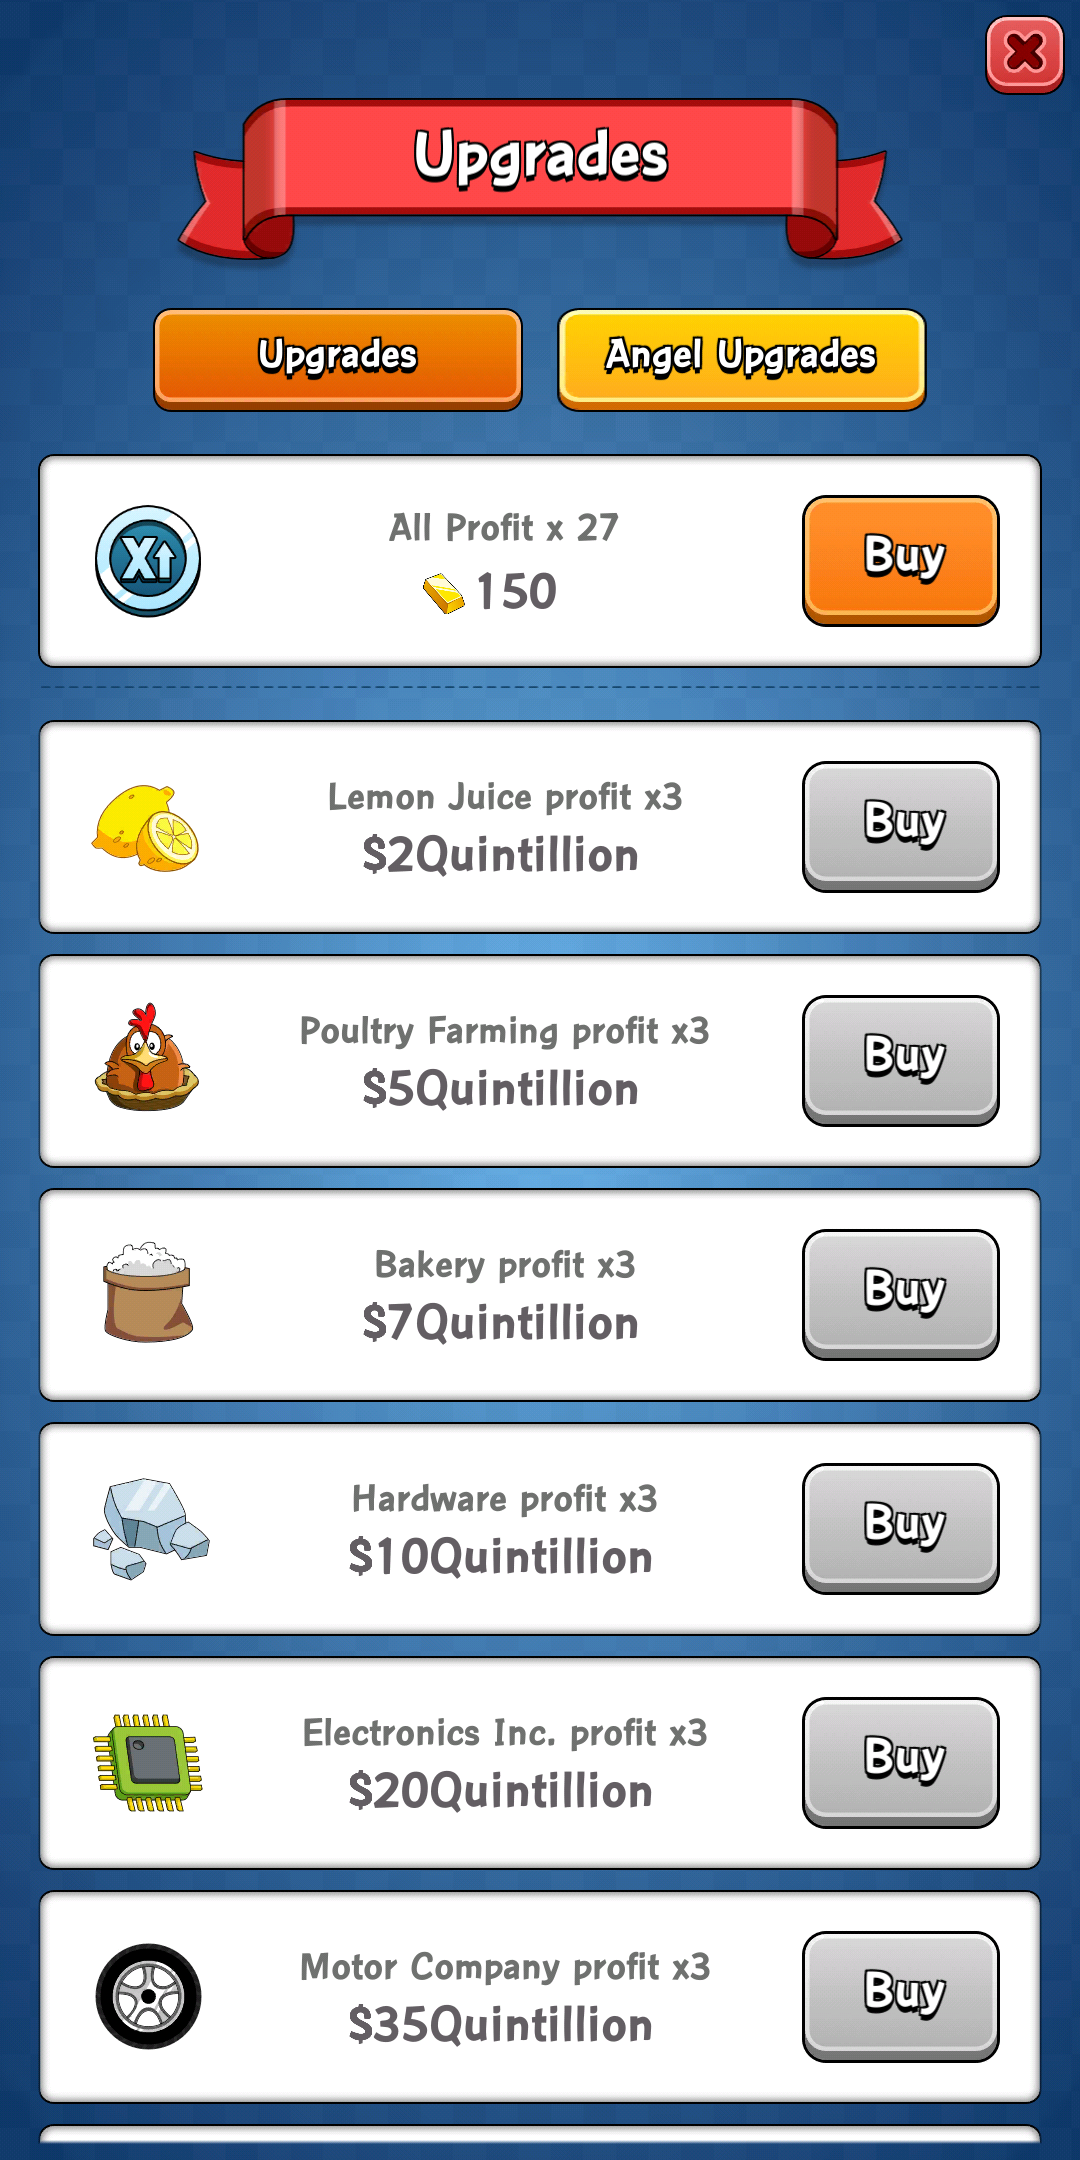 Upgrades
Upgrades
Angel Upgrades
X
All Profit x 27
150
Buy
Lemon Juice profit x3
$2Quintillion
Buy
Poultry Farming profit x3
$5Quintillion
Buy
Bakery profit x3
$7Quintillion
Buy
Hardware profit x3
$10Quintillion
Buy
Electronics Inc. profit x3
$20Quintillion
Buy
Motor Company profit x3
$35Quintillion
Buy